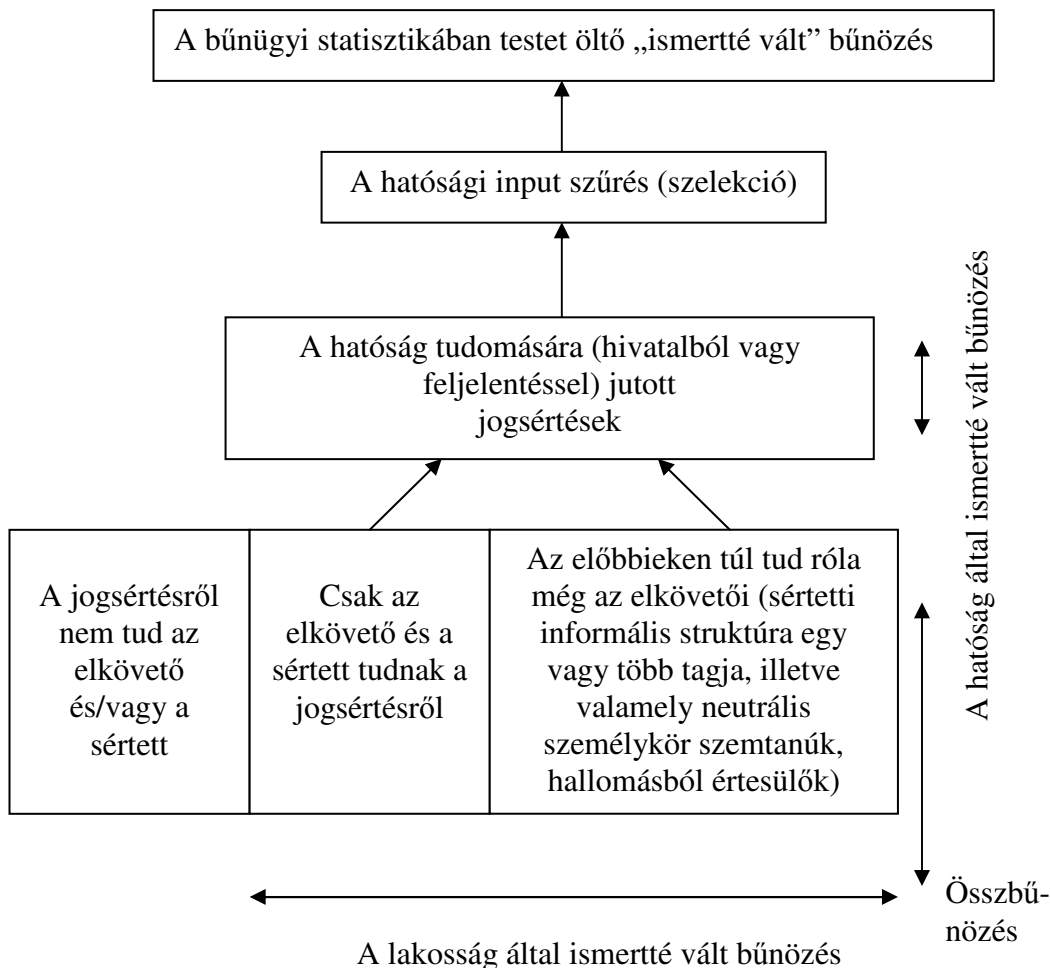 A bűnügyi statisztikában testet öltő „ismertté vált” bűnözés
A hatósági input szűrés (szelekció)
A hatóság tudomására (hivatalból vagy
feljelentéssel) jutott
jogsértések
A hatóság által ismertté vált bűnözés
A jogsértésről
nem tud az
elkövető
és/vagy a
sértett
Csak az
elkövető és a
sértett tudnak a
jogsértésről
Az előbbieken túl tud róla
még az elkövetői (sértetti
informális struktúra egy
vagy több tagja, illetve
valamely neutrális
személykör szemtanúk,
hallomásból értesülők)
Összbű-
nözés
A lakosság által ismertté vált bűnözés